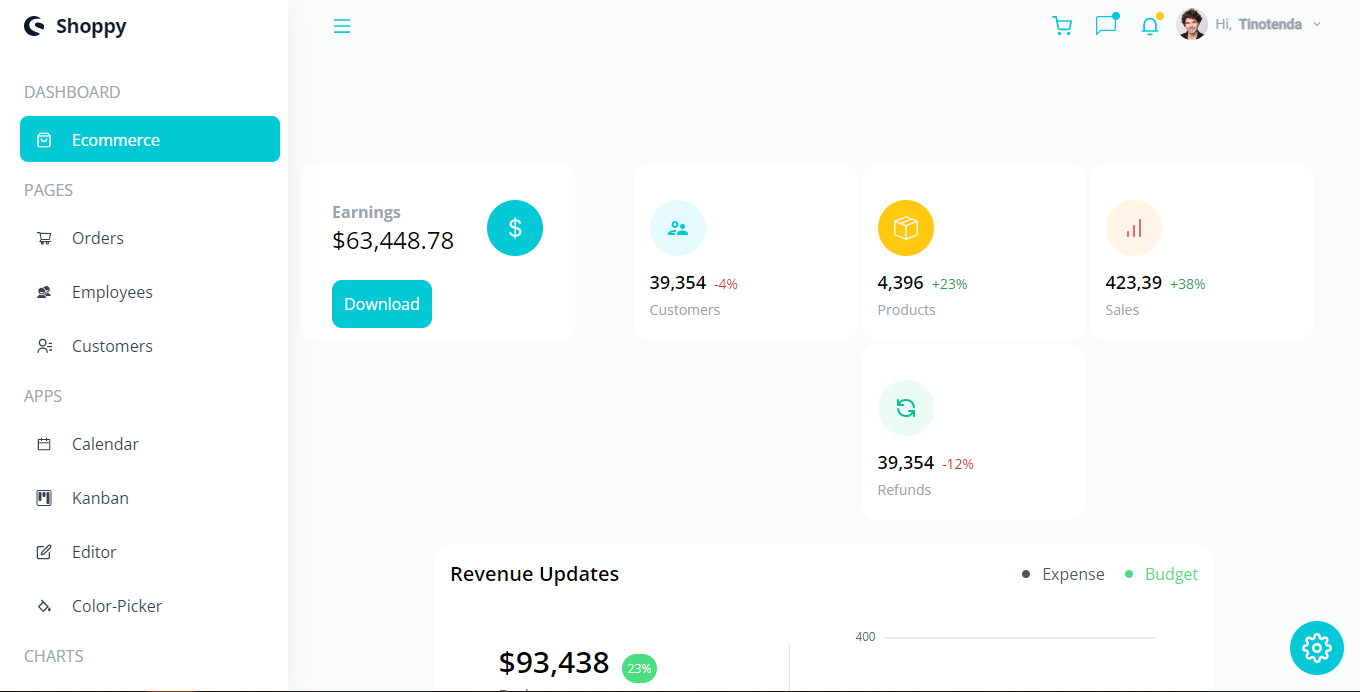 Shoppy
Hi, Tinotenda
DASHBOARD
Ecommerce
PAGES
Orders
Employees
Customers
APPS
Calendar
Kanban
Editor
Color-Picker
CHARTS
Earnings
$63,448.78
$
Download
39,354 -4%
Customers
4,396 +23%
Products
423,39 +38%
Sales
39,354 -12%
Refunds
Revenue Updates
Expense
Budget
$93,438 23%
400